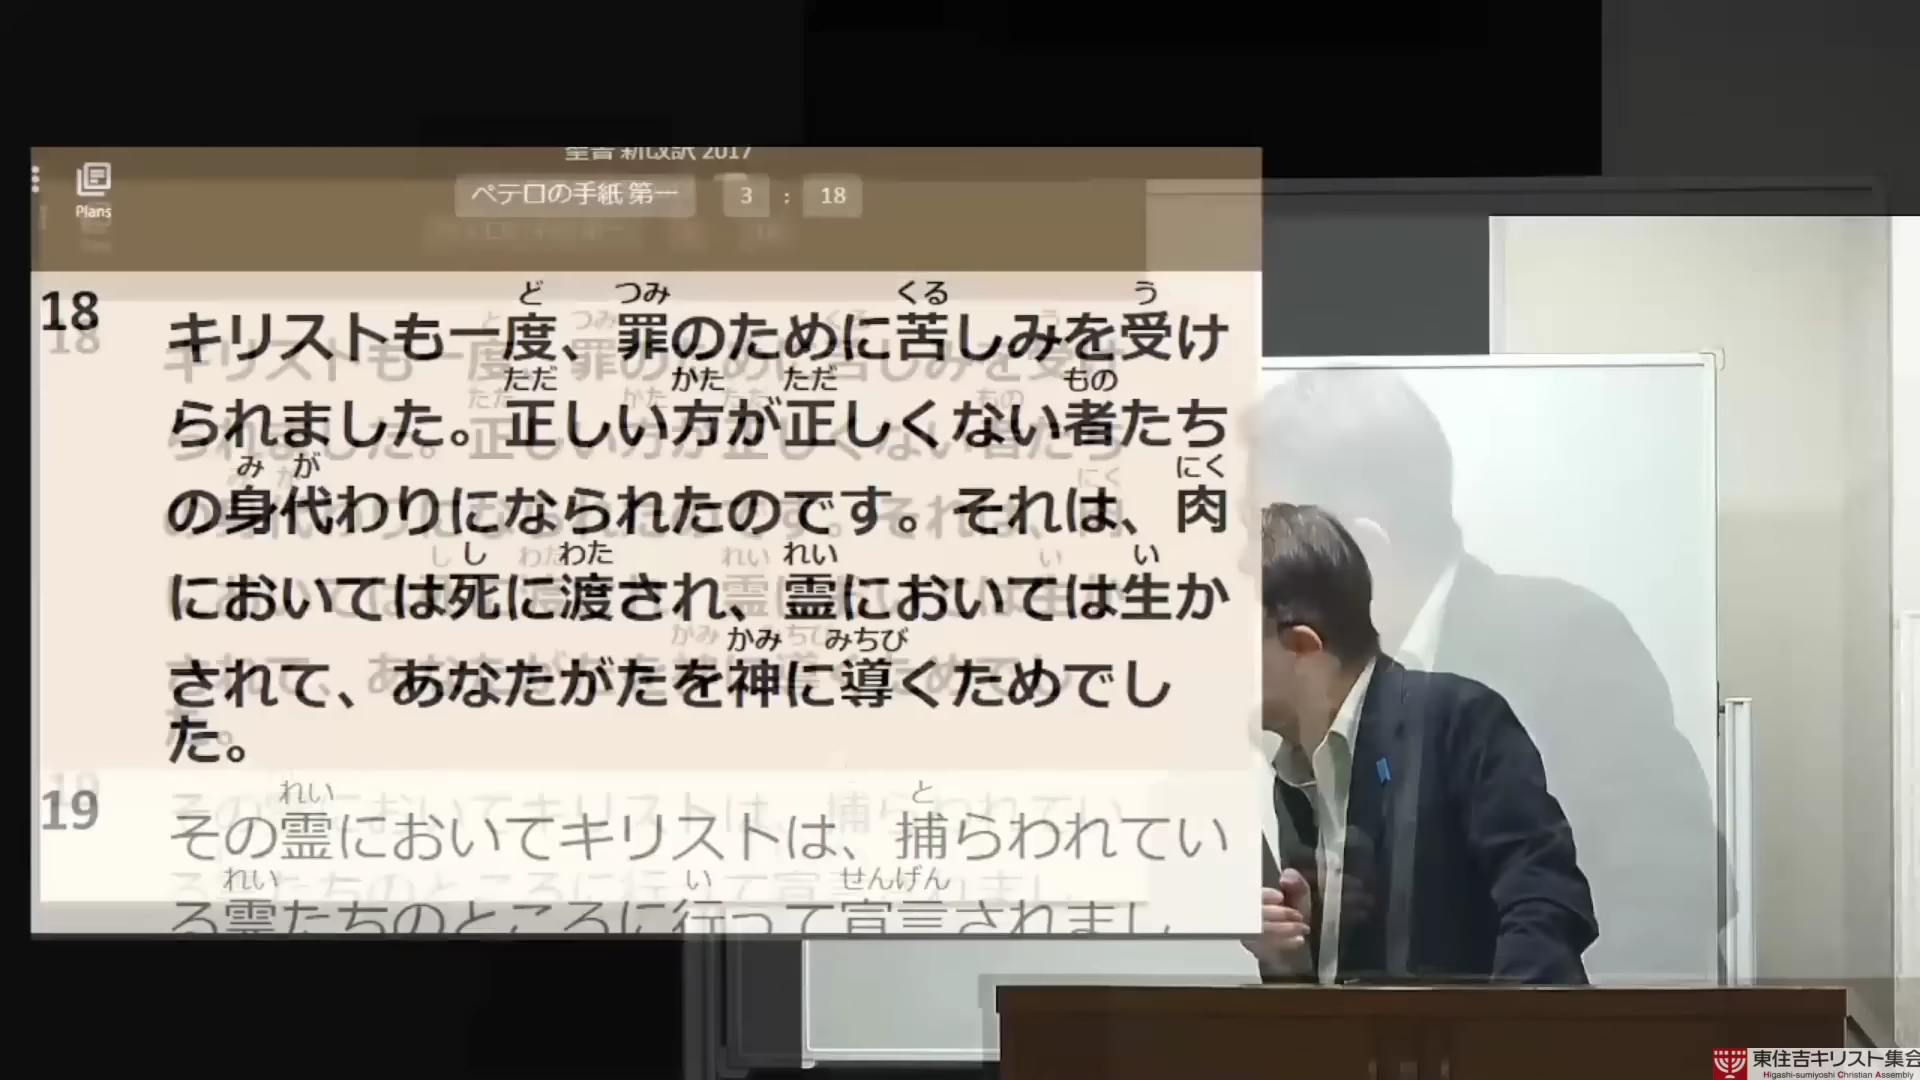 聖書 新改訳 2017
Plans
ペテロの手紙 第一 3 : 18
18 キリストも一度、罪のために苦しみを受け
られました。正しい方が正しくない者たち
の身代わりになられたのです。それは、肉
においては死に渡され、霊においては生か
されて、あなたがたを神に導くためでし
た。
19 その霊においてキリストは、捕らわれてい
る霊たちのところに行って宣言されまし
東住吉キリスト集会
Higashi-sumiyoshi Christian Assembly